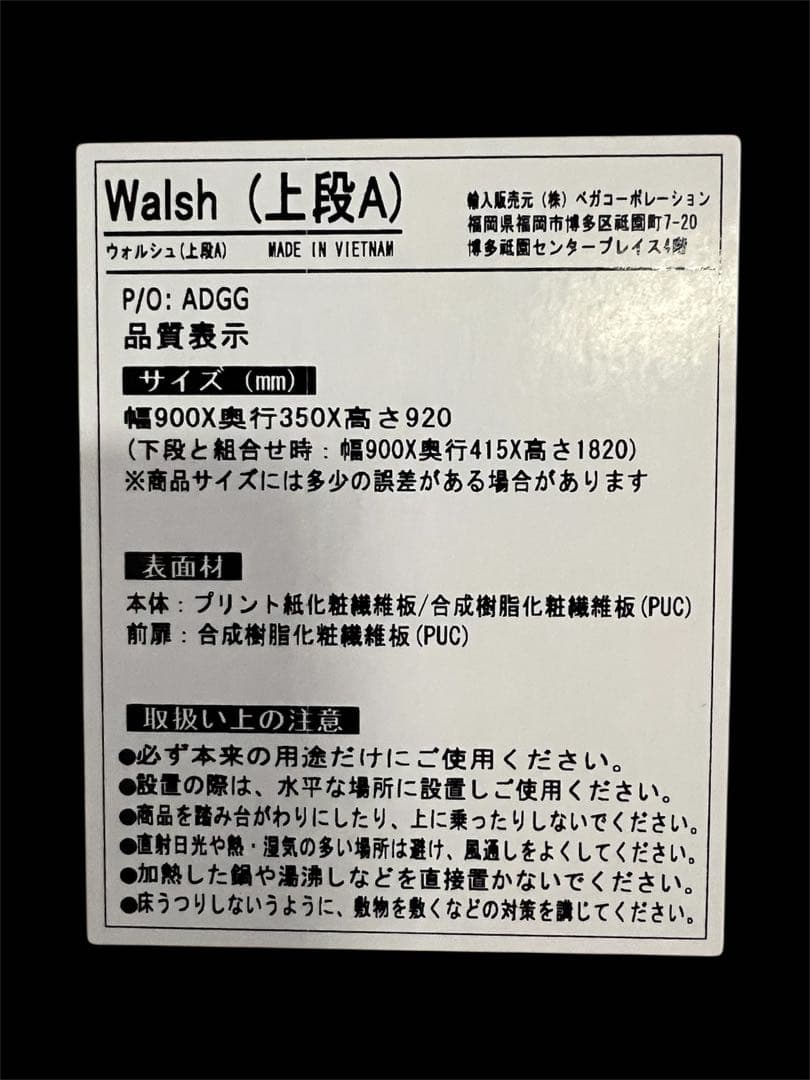 Walsh (上段A)
ウォルシュ(上段A) MADE IN VIETNAM
輸入販売元 (株) ベガコーポレーション
福岡県福岡市博多区祗園町7-20
博多祗園センタープレイス4階
P/O: ADGG
品質表示
サイズ (mm)
幅900X奥行350X高さ920
(下段と組合せ時:幅900X奥行415X高さ1820)
※商品サイズには多少の誤差がある場合があります
表面材
本体:プリント紙化粧繊維板/合成樹脂化粧繊維板(PUC)
前扉:合成樹脂化粧繊維板(PUC)
取扱い上の注意
●必ず本来の用途だけにご使用ください。
●設置の際は、水平な場所に設置しご使用ください。
●商品を踏み台がわりにしたり、上に乗ったりしないでください。
●直射日光や熱・湿気の多い場所は避け、風通しをよくしてください。
●加熱した鍋や湯沸しなどを直接置かないでください。
●床うつりしないうように、敷物を敷くなどの対策を講じてください。